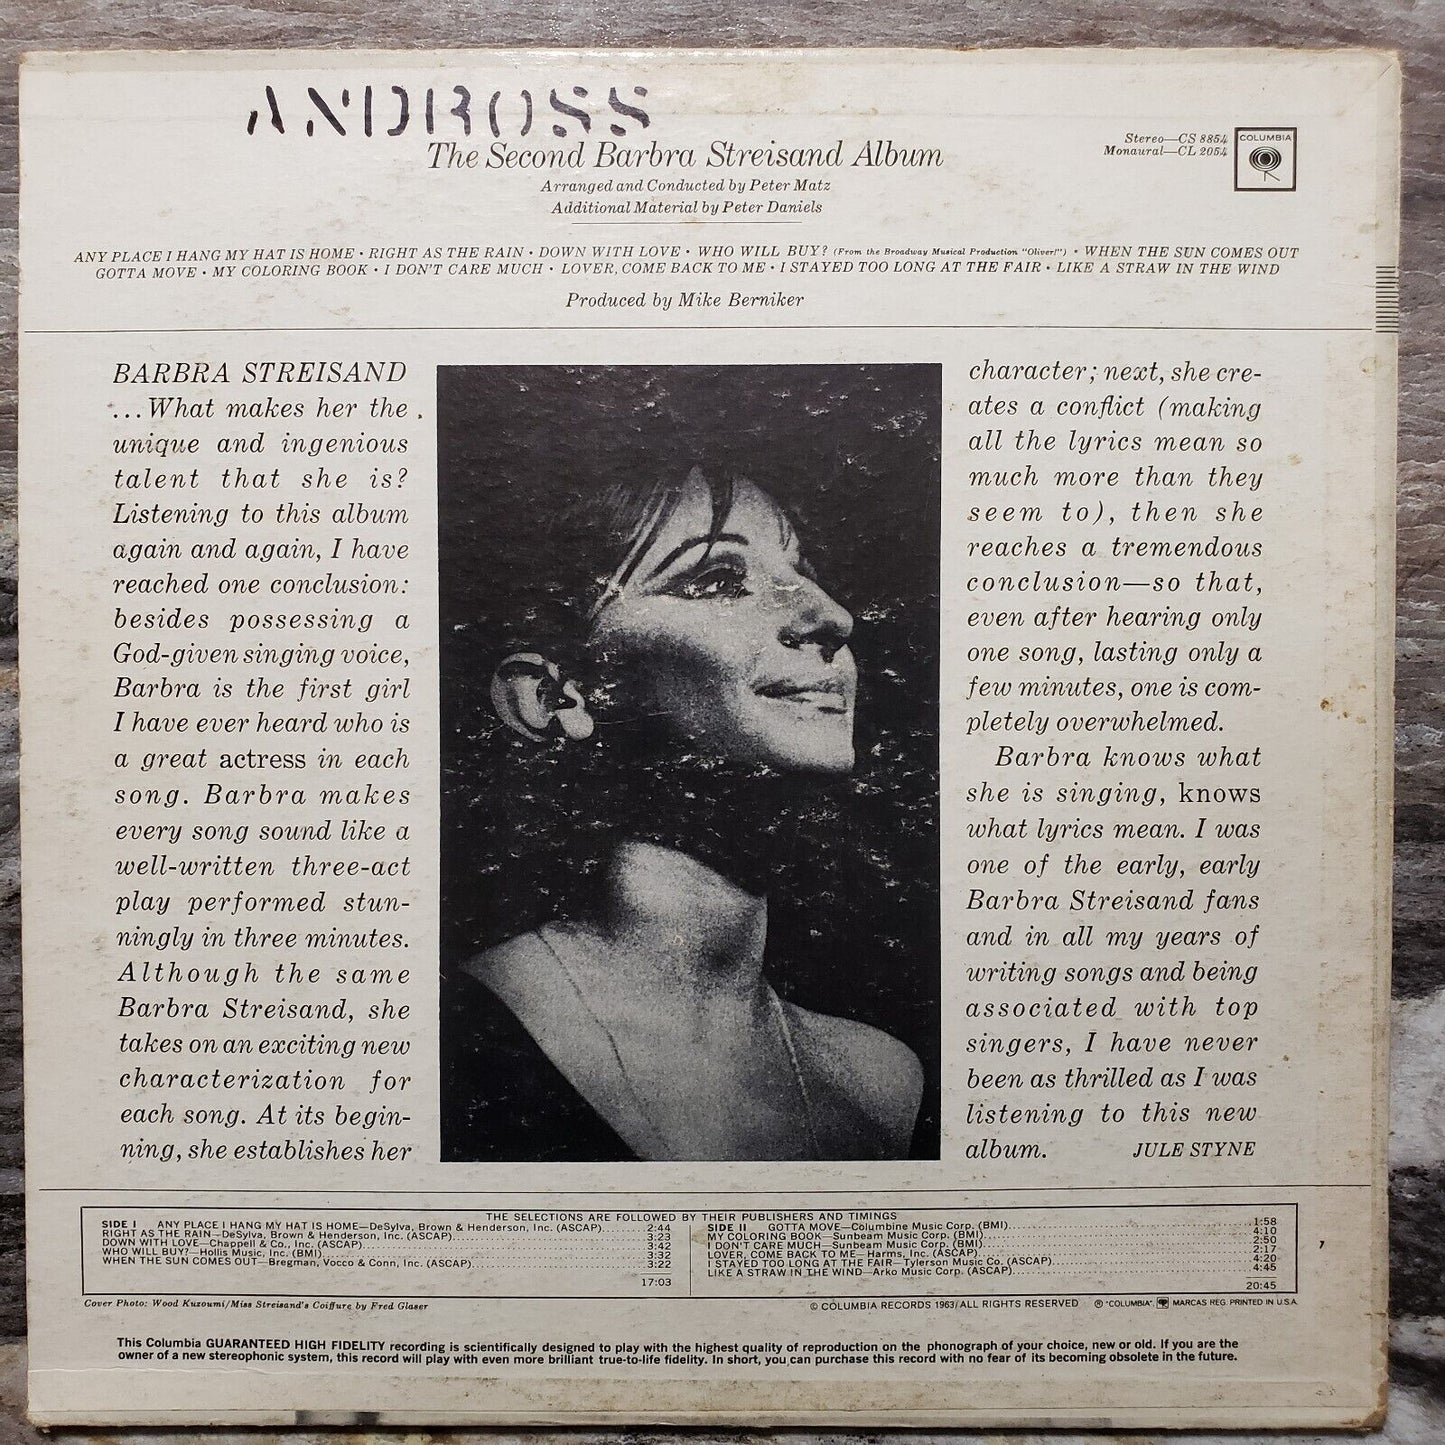 ANDROSS
The Second Barbra Streisand Album
Arranged and Conducted by Peter Matz
Additional Material by Peter Daniels
Stereo—CS 8854
Monaural—CL 2054
COLUMBIA
ANY PLACE I HANG MY HAT IS HOME • RIGHT AS THE RAIN • DOWN WITH LOVE • WHO WILL BUY? (From the Broadway Musical Production "Oliver!") • WHEN THE SUN COMES OUT
GOTTA MOVE • MY COLORING BOOK • I DON'T CARE MUCH • LOVER, COME BACK TO ME • I STAYED TOO LONG AT THE FAIR • LIKE A STRAW IN THE WIND
Produced by Mike Berniker
BARBRA STREISAND
...What makes her the
unique and ingenious
talent that she is?
Listening to this album
again and again, I have
reached one conclusion:
besides possessing a
God-given singing voice,
Barbra is the first girl
I have ever heard who is
a great actress in each
song. Barbra makes
every song sound like a
well-written three-act
play performed stun-
ningly in three minutes.
Although the same
Barbra Streisand, she
takes on an exciting new
characterization for
each song. At its begin-
ning, she establishes her
character; next, she cre-
ates a conflict (making
all the lyrics mean so
much more than they
seem to), then she
reaches a tremendous
conclusion—so that,
even after hearing only
one song, lasting only a
few minutes, one is com-
pletely overwhelmed.
Barbra knows what
she is singing, knows
what lyrics mean. I was
one of the early, early
Barbra Streisand fans
and in all my years of
writing songs and being
associated with top
singers, I have never
been as thrilled as I was
listening to this new
album. JULE STYNE
THE SELECTIONS ARE FOLLOWED BY THEIR PUBLISHERS AND TIMINGS
SIDE I ANY PLACE I HANG MY HAT IS HOME—DeSylva, Brown & Henderson, Inc. (ASCAP)..........2:44
RIGHT AS THE RAIN—DeSylva, Brown & Henderson, Inc. (ASCAP)..........3:23
DOWN WITH LOVE—Chappell & Co., Inc. (ASCAP)..........3:42
WHO WILL BUY?—Hollis Music, Inc. (BMI)..........3:32
WHEN THE SUN COMES OUT—Bregman, Vocco & Conn, Inc. (ASCAP)..........3:22
17:03
SIDE II GOTTA MOVE—Columbine Music Corp. (BMI)..........1:58
MY COLORING BOOK—Sunbeam Music Corp. (BMI)..........4:10
I DON'T CARE MUCH—Sunbeam Music Corp. (BMI)..........2:50
LOVER, COME BACK TO ME—Harms, Inc. (ASCAP)..........2:17
I STAYED TOO LONG AT THE FAIR—Tylerson Music Co. (ASCAP)..........4:20
LIKE A STRAW IN THE WIND—Arko Music Corp. (ASCAP)..........4:45
20:45
Cover Photo: Wood Kuzoumi/Miss Streisand's Coiffure by Fred Glaser
© COLUMBIA RECORDS 1963/ALL RIGHTS RESERVED ® "COLUMBIA", MARCAS REG. PRINTED IN U.S.A.
This Columbia GUARANTEED HIGH FIDELITY recording is scientifically designed to play with the highest quality of reproduction on the phonograph of your choice, new or old. If you are the
owner of a new stereophonic system, this record will play with even more brilliant true-to-life fidelity. In short, you can purchase this record with no fear of its becoming obsolete in the future.